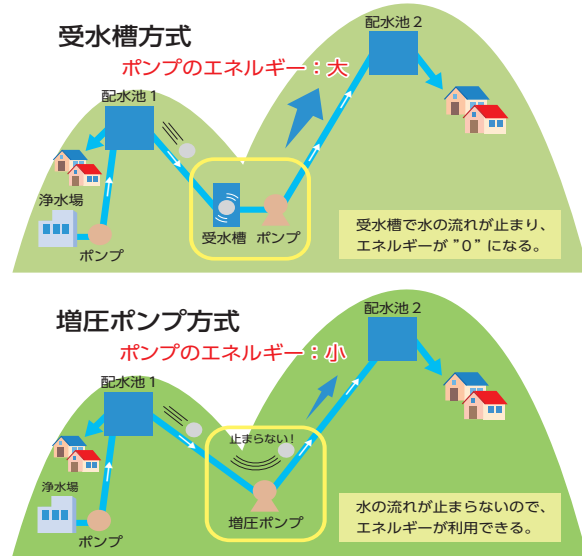 受水槽方式
ポンプのエネルギー：大
配水池２
配水池１
浄水場
ポンプ
受水槽
ポンプ
受水槽で水の流れが止まり、
エネルギーが”０”になる。
増圧ポンプ方式
ポンプのエネルギー：小
配水池２
配水池１
止まらない！
浄水場
ポンプ
増圧ポンプ
水の流れが止まらないので、
エネルギーが利用できる。